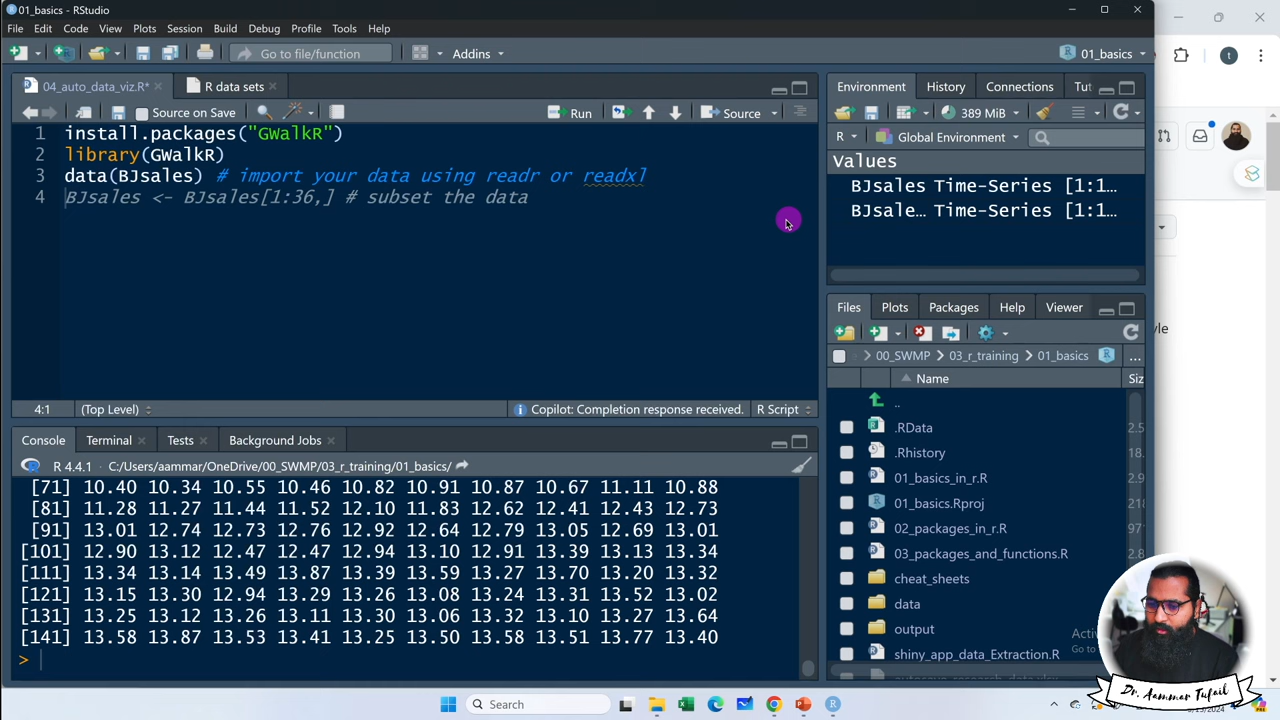 01_basics - RStudio
File Edit Code View Plots Session Build Debug Profile Tools Help
Go to file/function Addins 01_basics
04_auto_data_viz.R* R data sets
Source on Save Run Source
1 install.packages("GWalkR")
2 library(GWalkR)
3 data(BJsales) # import your data using readr or readxl
4 BJsales <- BJsales[1:36,] # subset the data
4:1 (Top Level) Copilot: Completion response received. R Script
Console Terminal Tests Background Jobs
R 4.4.1 · C:/Users/aammar/OneDrive/00_SWMP/03_r_training/01_basics/
[71] 10.40 10.34 10.55 10.46 10.82 10.91 10.87 10.67 11.11 10.88
[81] 11.28 11.27 11.44 11.52 12.10 11.83 12.62 12.41 12.43 12.73
[91] 13.01 12.74 12.73 12.76 12.92 12.64 12.79 13.05 12.69 13.01
[101] 12.90 13.12 12.47 12.47 12.94 13.10 12.91 13.39 13.13 13.34
[111] 13.34 13.14 13.49 13.87 13.39 13.59 13.27 13.70 13.20 13.32
[121] 13.15 13.30 12.94 13.29 13.26 13.08 13.24 13.31 13.52 13.02
[131] 13.25 13.12 13.26 13.11 13.30 13.06 13.32 13.10 13.27 13.64
[141] 13.58 13.87 13.53 13.41 13.25 13.50 13.58 13.51 13.77 13.40
>
Environment History Connections Tut
389 MiB
R Global Environment
Values
BJsales Time-Series [1:1…
BJsale… Time-Series [1:1…
Files Plots Packages Help Viewer
00_SWMP 03_r_training 01_basics ...
Name Siz
..
.RData 2.5
.Rhistory 18.
01_basics_in_r.R 2.9
01_basics.Rproj 218
02_packages_in_r.R 971
03_packages_and_functions.R 2.8
cheat_sheets
data
output
shiny_app_data_Extraction.R
t
yle
Acti
Go to
Dr. Aammar Tufail
Search